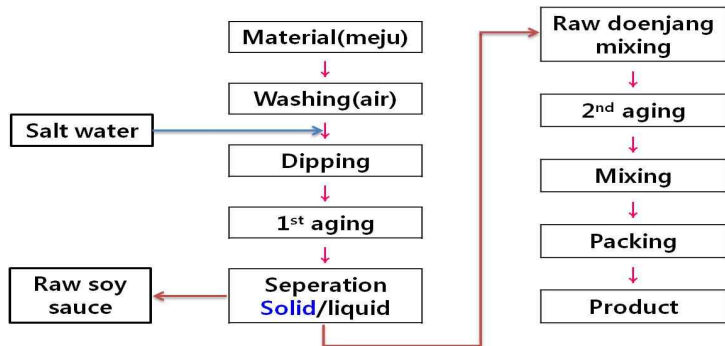 Material(meju)
↓
Washing(air)
Salt water
↓
Dipping
↓
1st aging
↓
Seperation
Solid/liquid
Raw soy
sauce
Raw doenjang
mixing
↓
2nd aging
↓
Mixing
↓
Packing
↓
Product